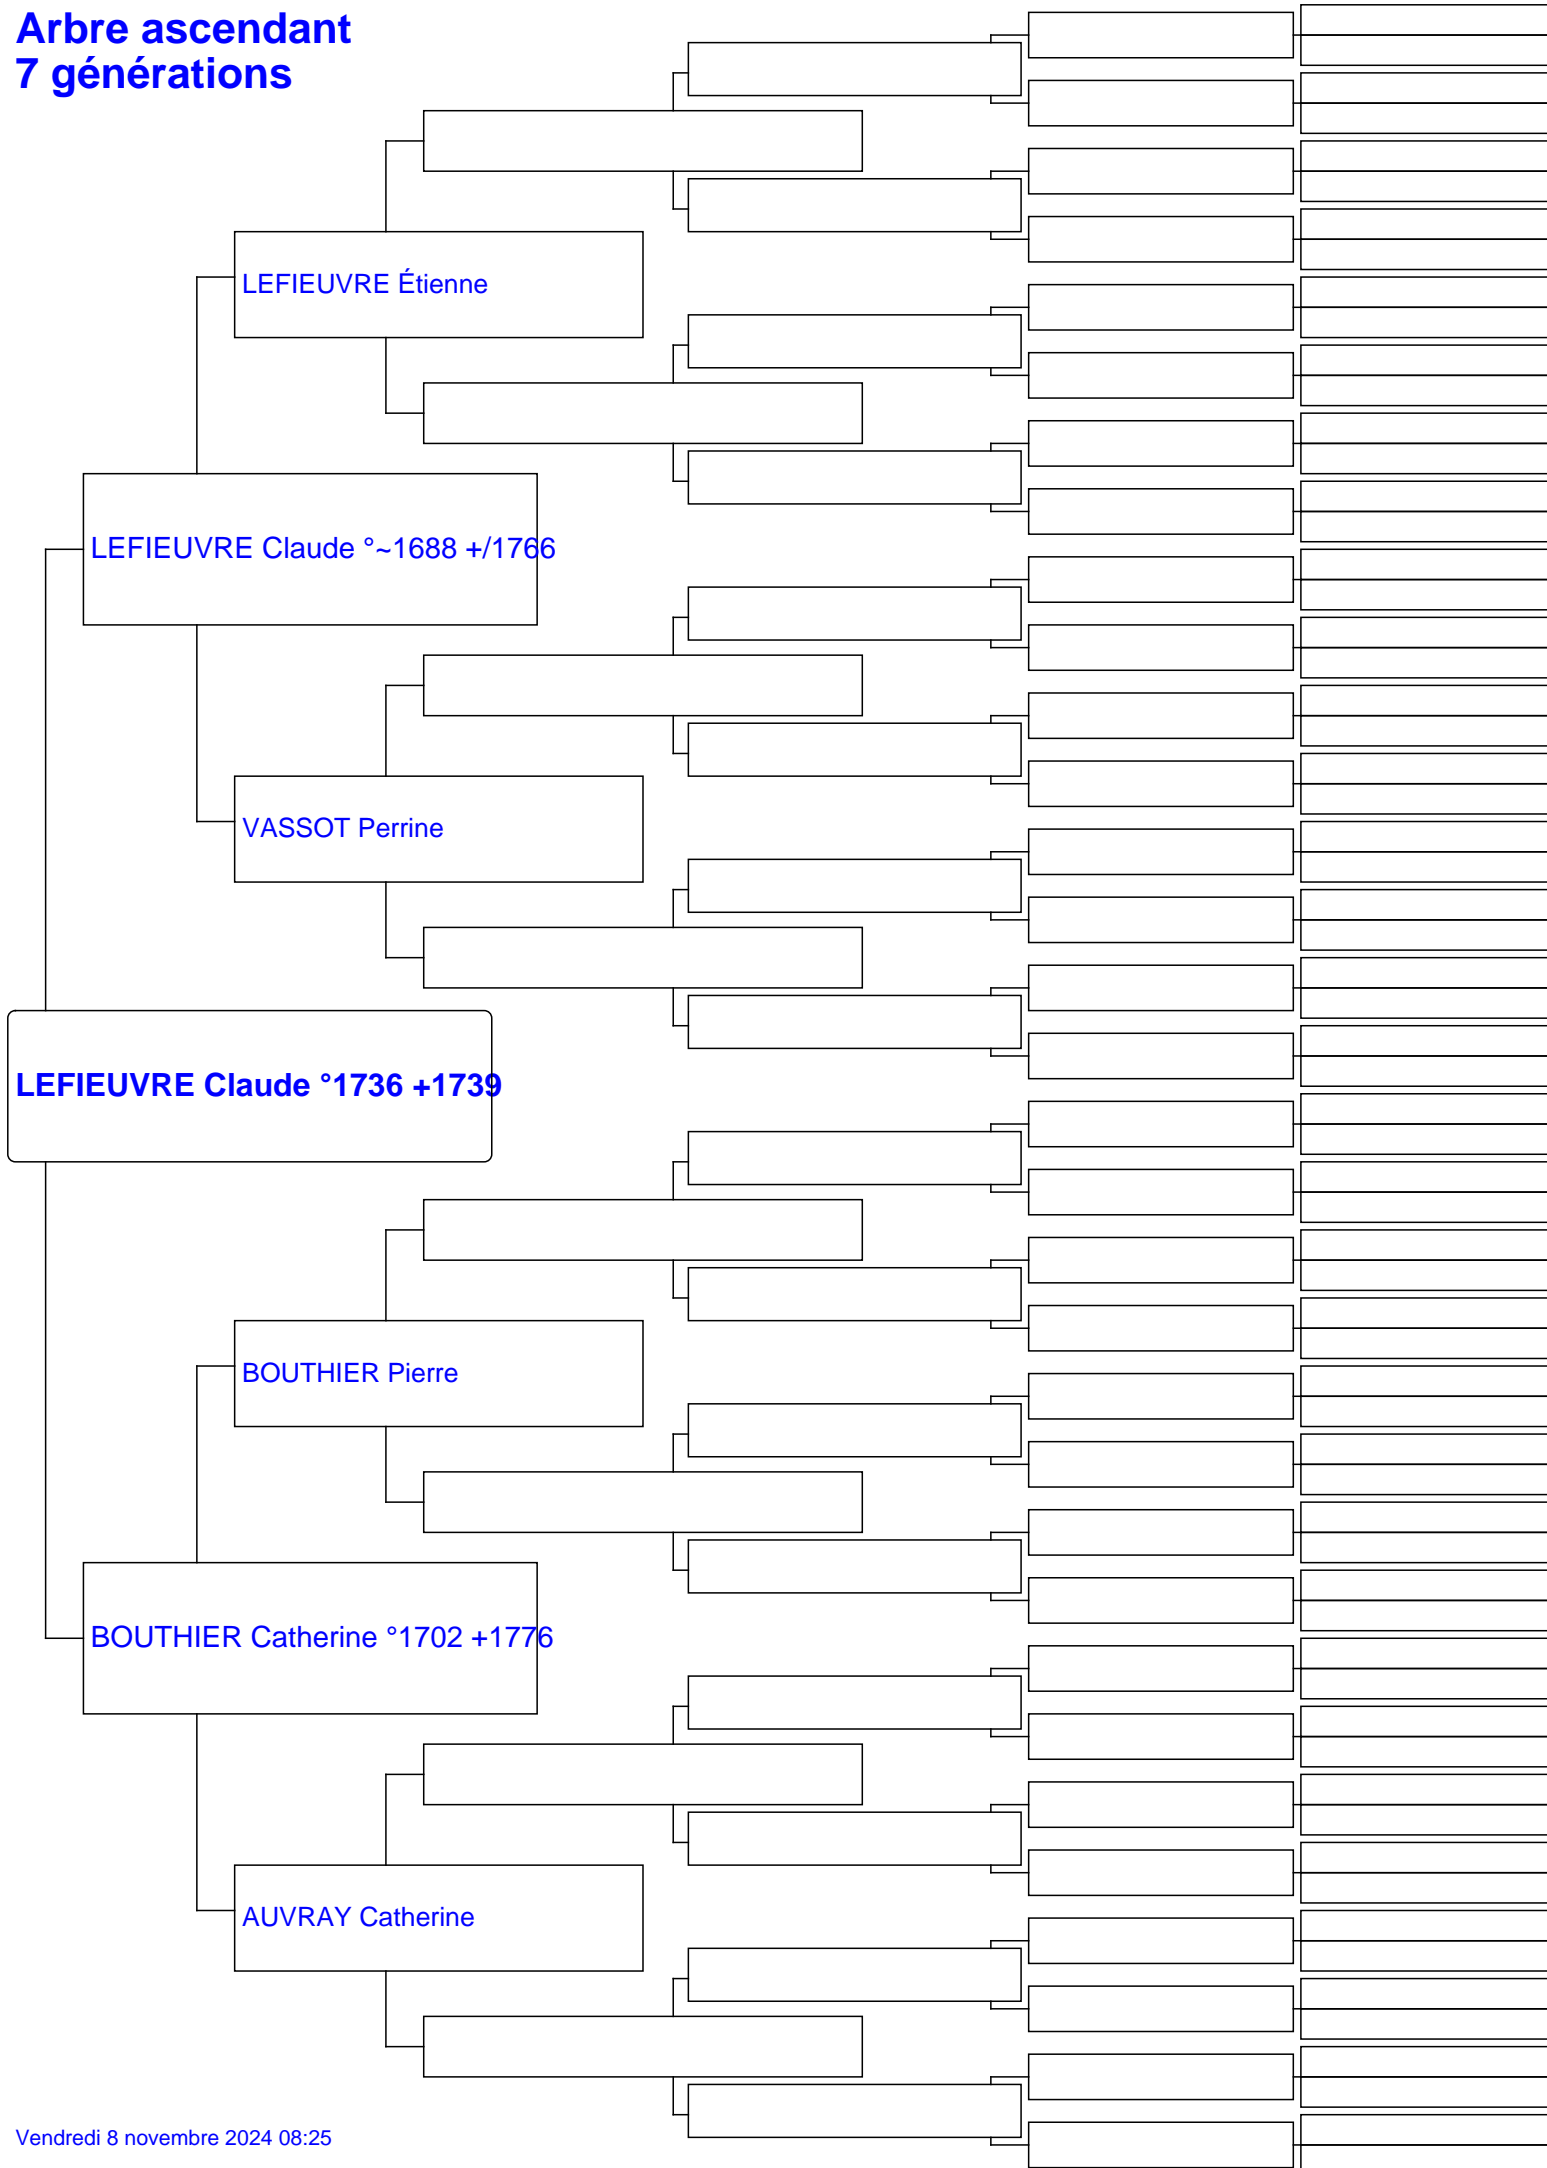 Arbre ascendant
7 générations
LEFIEUVRE Étienne
LEFIEUVRE Claude °~1688 +/1766
VASSOT Perrine
LEFIEUVRE Claude °1736 +1739
BOUTHIER Pierre
BOUTHIER Catherine °1702 +1776
AUVRAY Catherine
Vendredi 8 novembre 2024 08:25